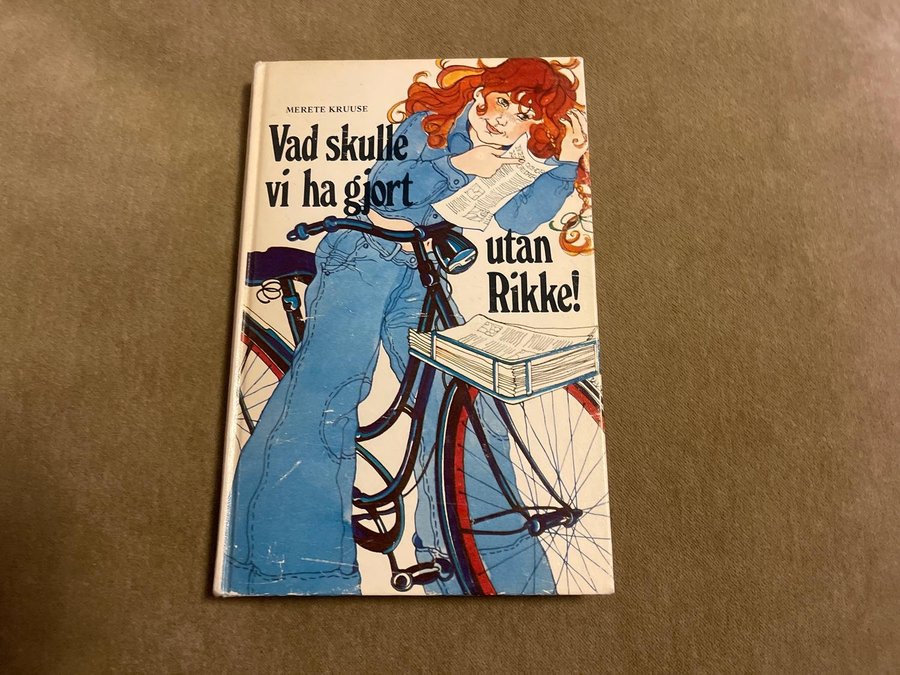 MERETE KRUUSE
Vad skulle
vi ha gjort
utan
Rikke!